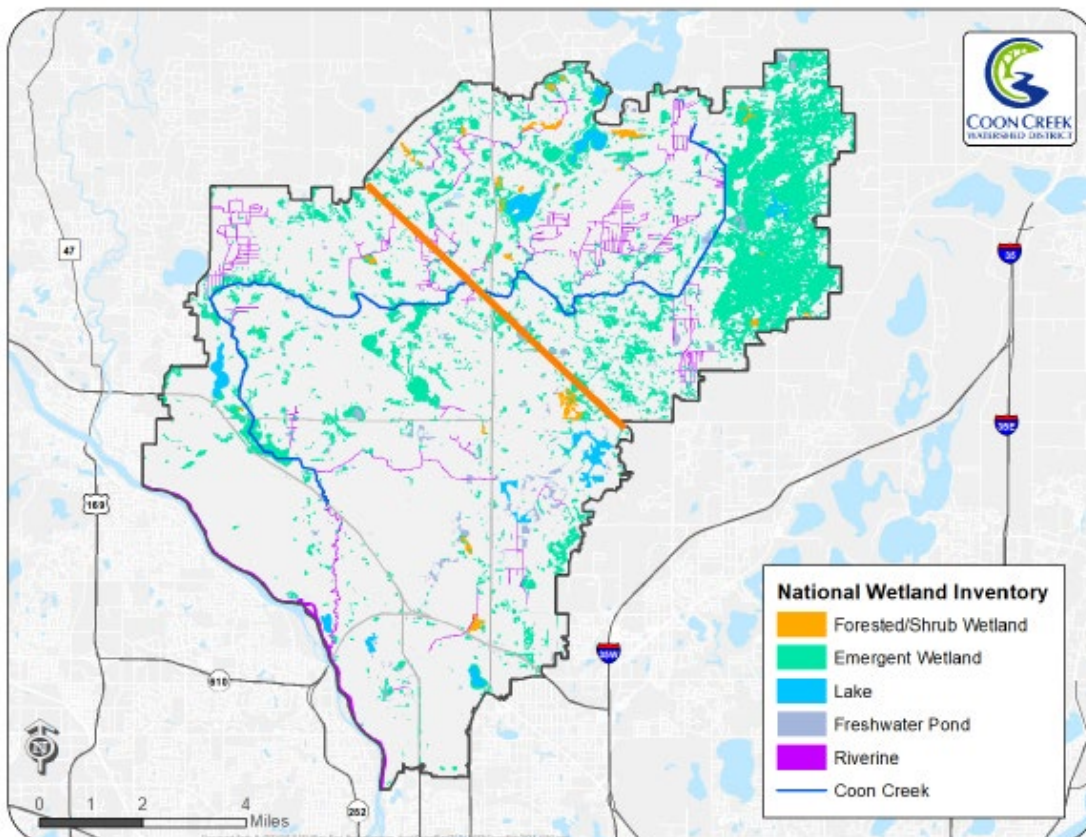 COON CREEK
WATERSHED DISTRICT
47
35
35E
169
35W
610
National Wetland Inventory
Forested/Shrub Wetland
Emergent Wetland
Lake
Freshwater Pond
Riverine
Coon Creek
N
0 1 2 4
Miles
252